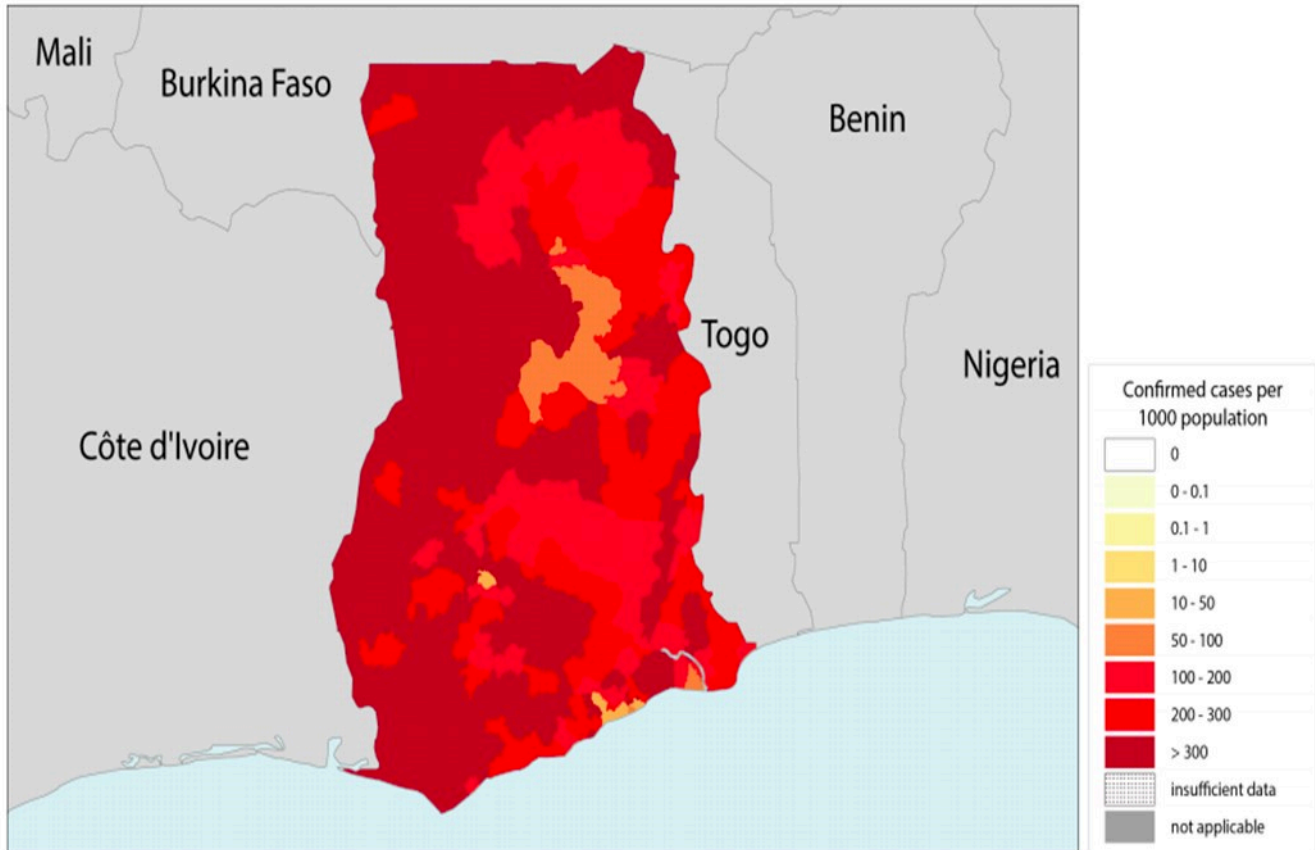 Mali
Burkina Faso
Benin
Togo
Nigeria
Côte d'Ivoire
Confirmed cases per
1000 population
0
0 - 0.1
0.1 - 1
1 - 10
10 - 50
50 - 100
100 - 200
200 - 300
> 300
insufficient data
not applicable